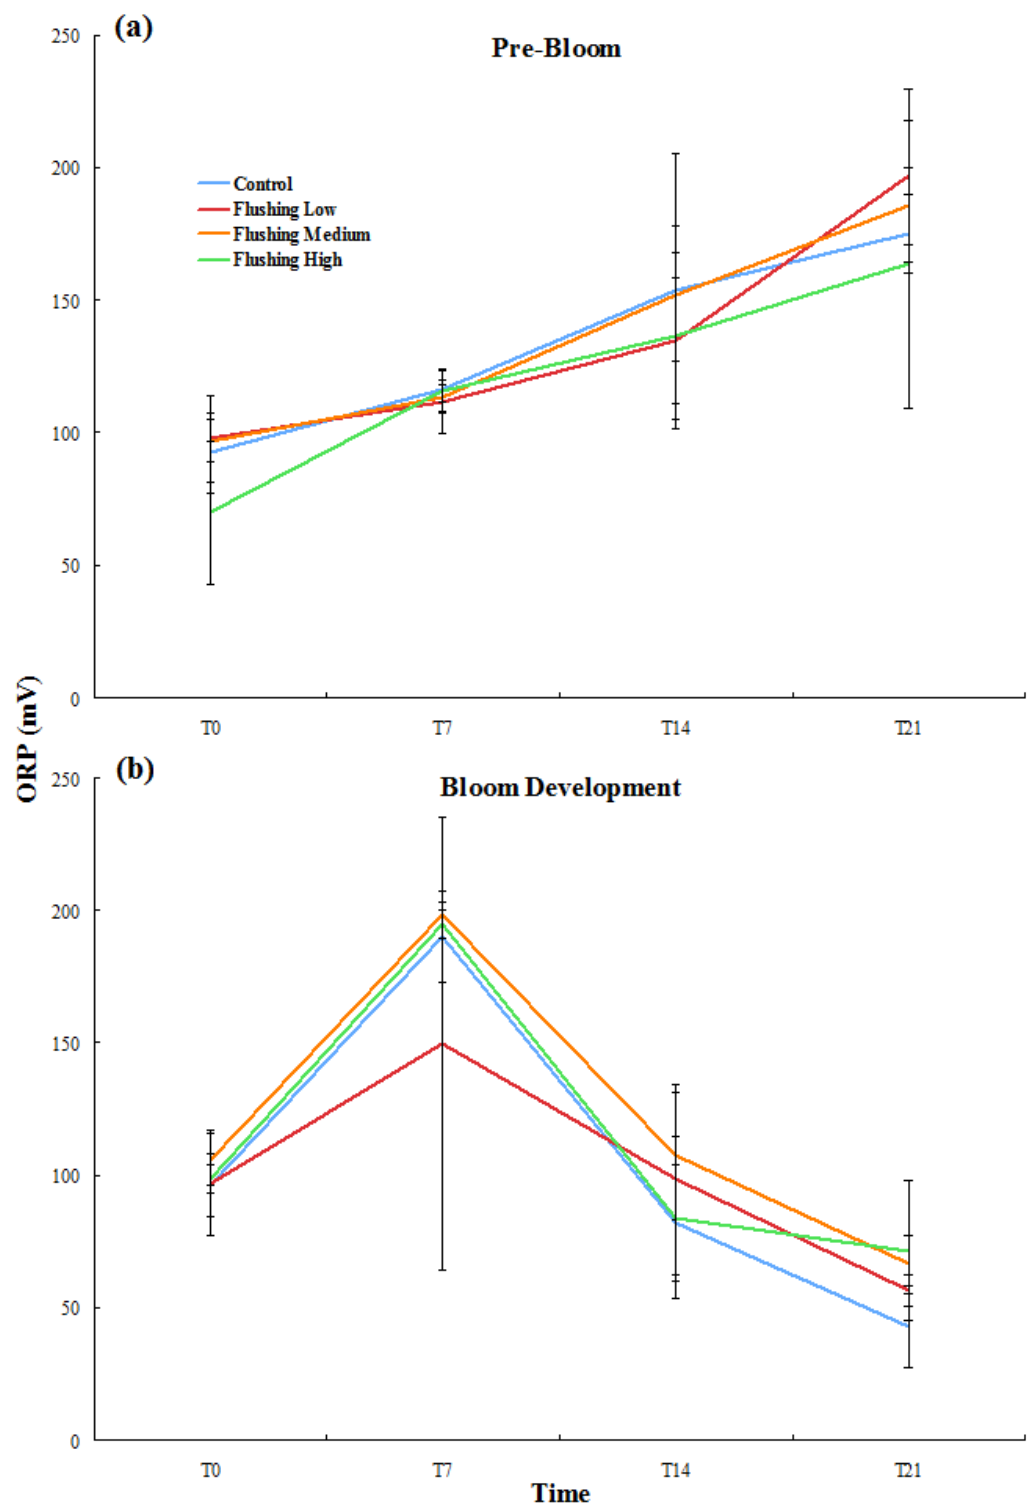 (a)
Pre-Bloom
250
200
150
100
50
0
Control
Flushing Low
Flushing Medium
Flushing High
T0 T7 T14 T21
ORP (mV)
(b)
Bloom Development
250
200
150
100
50
0
T0 T7 T14 T21
Time